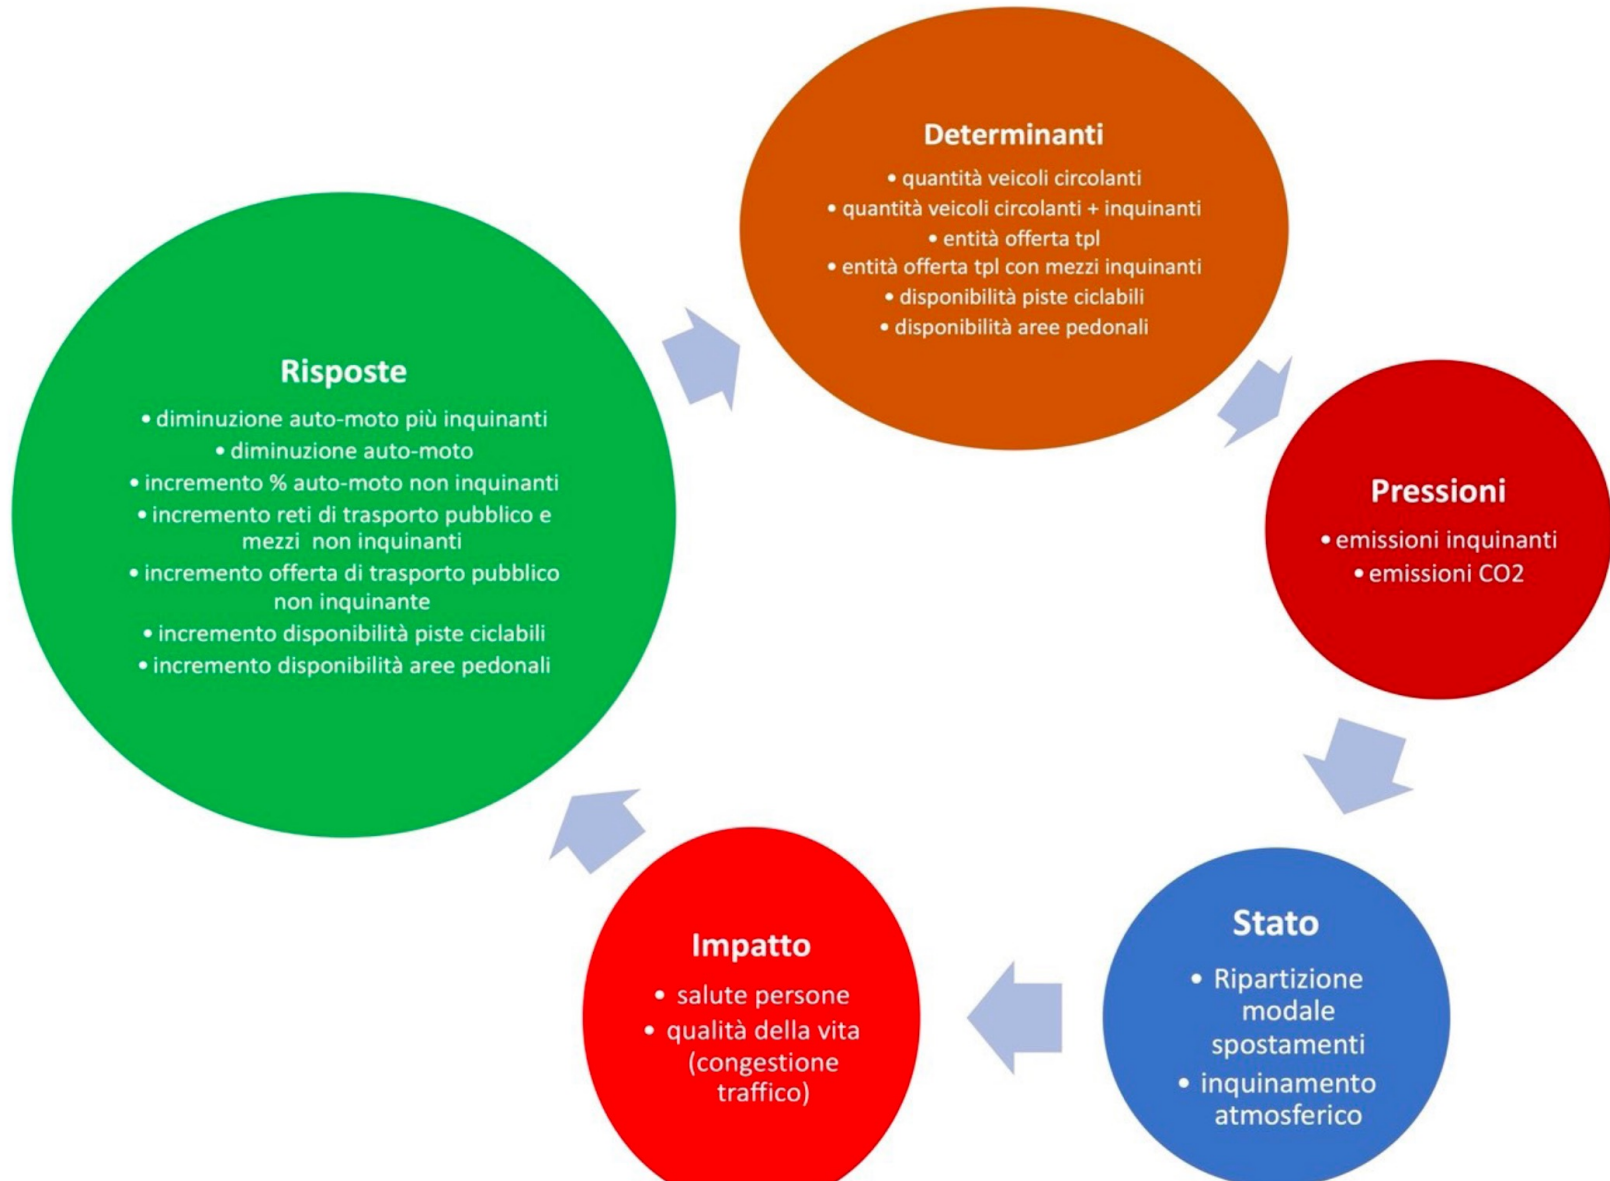 Determinanti
• quantità veicoli circolanti
• quantità veicoli circolanti + inquinanti
• entità offerta tpl
• entità offerta tpl con mezzi inquinanti
• disponibilità piste ciclabili
• disponibilità aree pedonali
Pressioni
• emissioni inquinanti
• emissioni CO2
Stato
• Ripartizione
modale
spostamenti
• inquinamento
atmosferico
Impatto
• salute persone
• qualità della vita
(congestione
traffico)
Risposte
• diminuzione auto-moto più inquinanti
• diminuzione auto-moto
• incremento % auto-moto non inquinanti
• incremento reti di trasporto pubblico e
mezzi non inquinanti
• incremento offerta di trasporto pubblico
non inquinante
• incremento disponibilità piste ciclabili
• incremento disponibilità aree pedonali